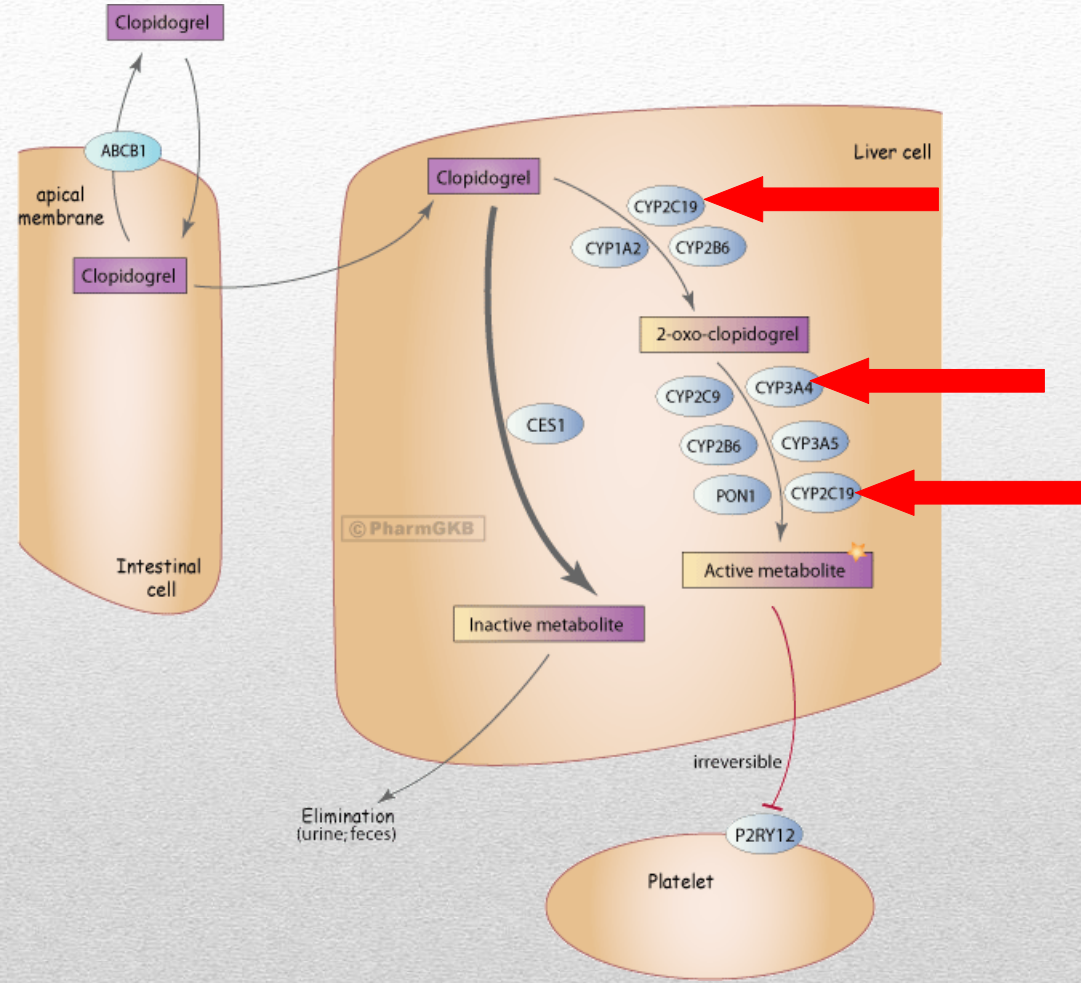 Clopidogrel
ABCB1
apical
membrane
Clopidogrel
Intestinal
cell
Liver cell
Clopidogrel
CYP2C19
CYP1A2
CYP2B6
2-oxo-clopidogrel
CYP2C9
CYP3A4
CYP2B6
CYP3A5
PON1
CYP2C19
CES1
© PharmGKB
Active metabolite
Inactive metabolite
Elimination
(urine; feces)
irreversible
P2RY12
Platelet